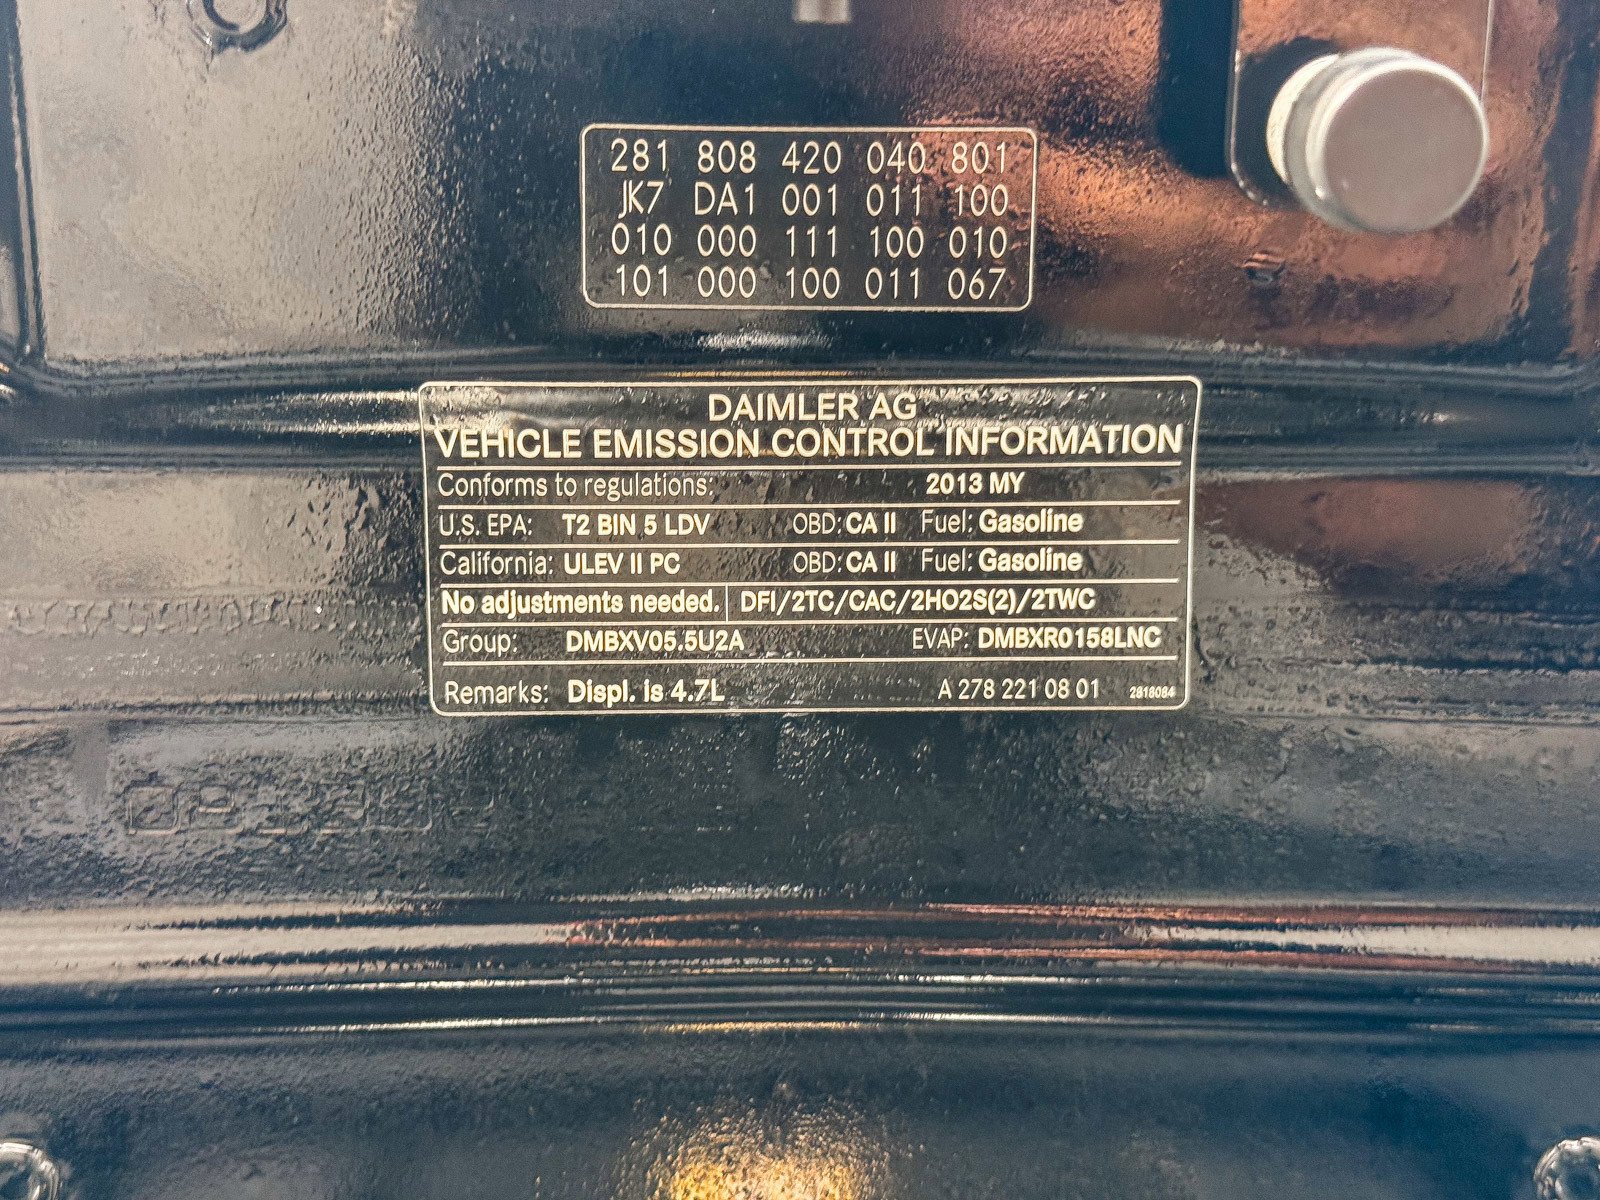 281 808 420 040 801
JK7 DA1 001 011 100
010 000 111 100 010
101 000 100 011 067
DAIMLER AG
VEHICLE EMISSION CONTROL INFORMATION
Conforms to regulations: 2013 MY
U.S. EPA: T2 BIN 5 LDV OBD: CA II Fuel: Gasoline
California: ULEV II PC OBD: CA II Fuel: Gasoline
No adjustments needed. DFI/2TC/CAC/2HO2S(2)/2TWC
Group: DMBXV05.5U2A EVAP: DMBXR0158LNC
Remarks: Displ. is 4.7L A 278 221 08 01 2818084